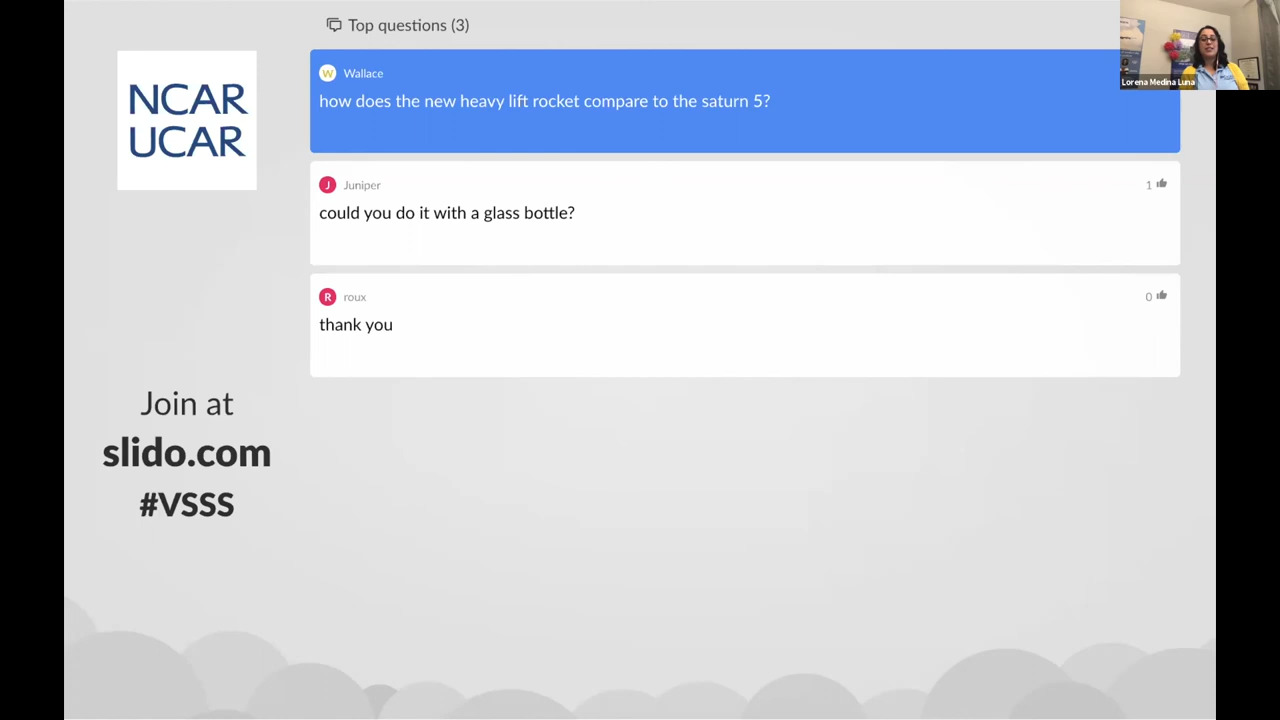 Top questions (3)
NCAR
UCAR
W Wallace
how does the new heavy lift rocket compare to the saturn 5?
J Juniper 1
could you do it with a glass bottle?
R roux 0
thank you
Join at
slido.com
#VSSS
Lorena Medina Luna